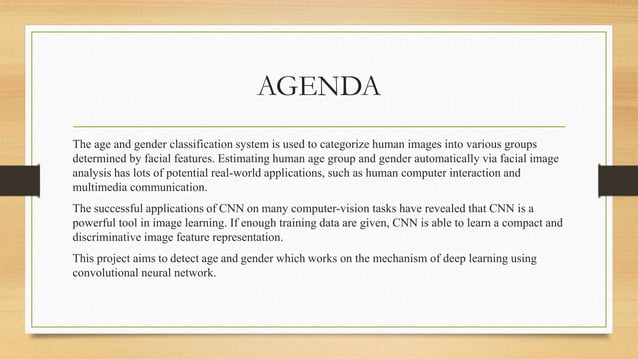 AGENDA
The age and gender classification system is used to categorize human images into various groups
determined by facial features. Estimating human age group and gender automatically via facial image
analysis has lots of potential real-world applications, such as human computer interaction and
multimedia communication.
The successful applications of CNN on many computer-vision tasks have revealed that CNN is a
powerful tool in image learning. If enough training data are given, CNN is able to learn a compact and
discriminative image feature representation.
This project aims to detect age and gender which works on the mechanism of deep learning using
convolutional neural network.